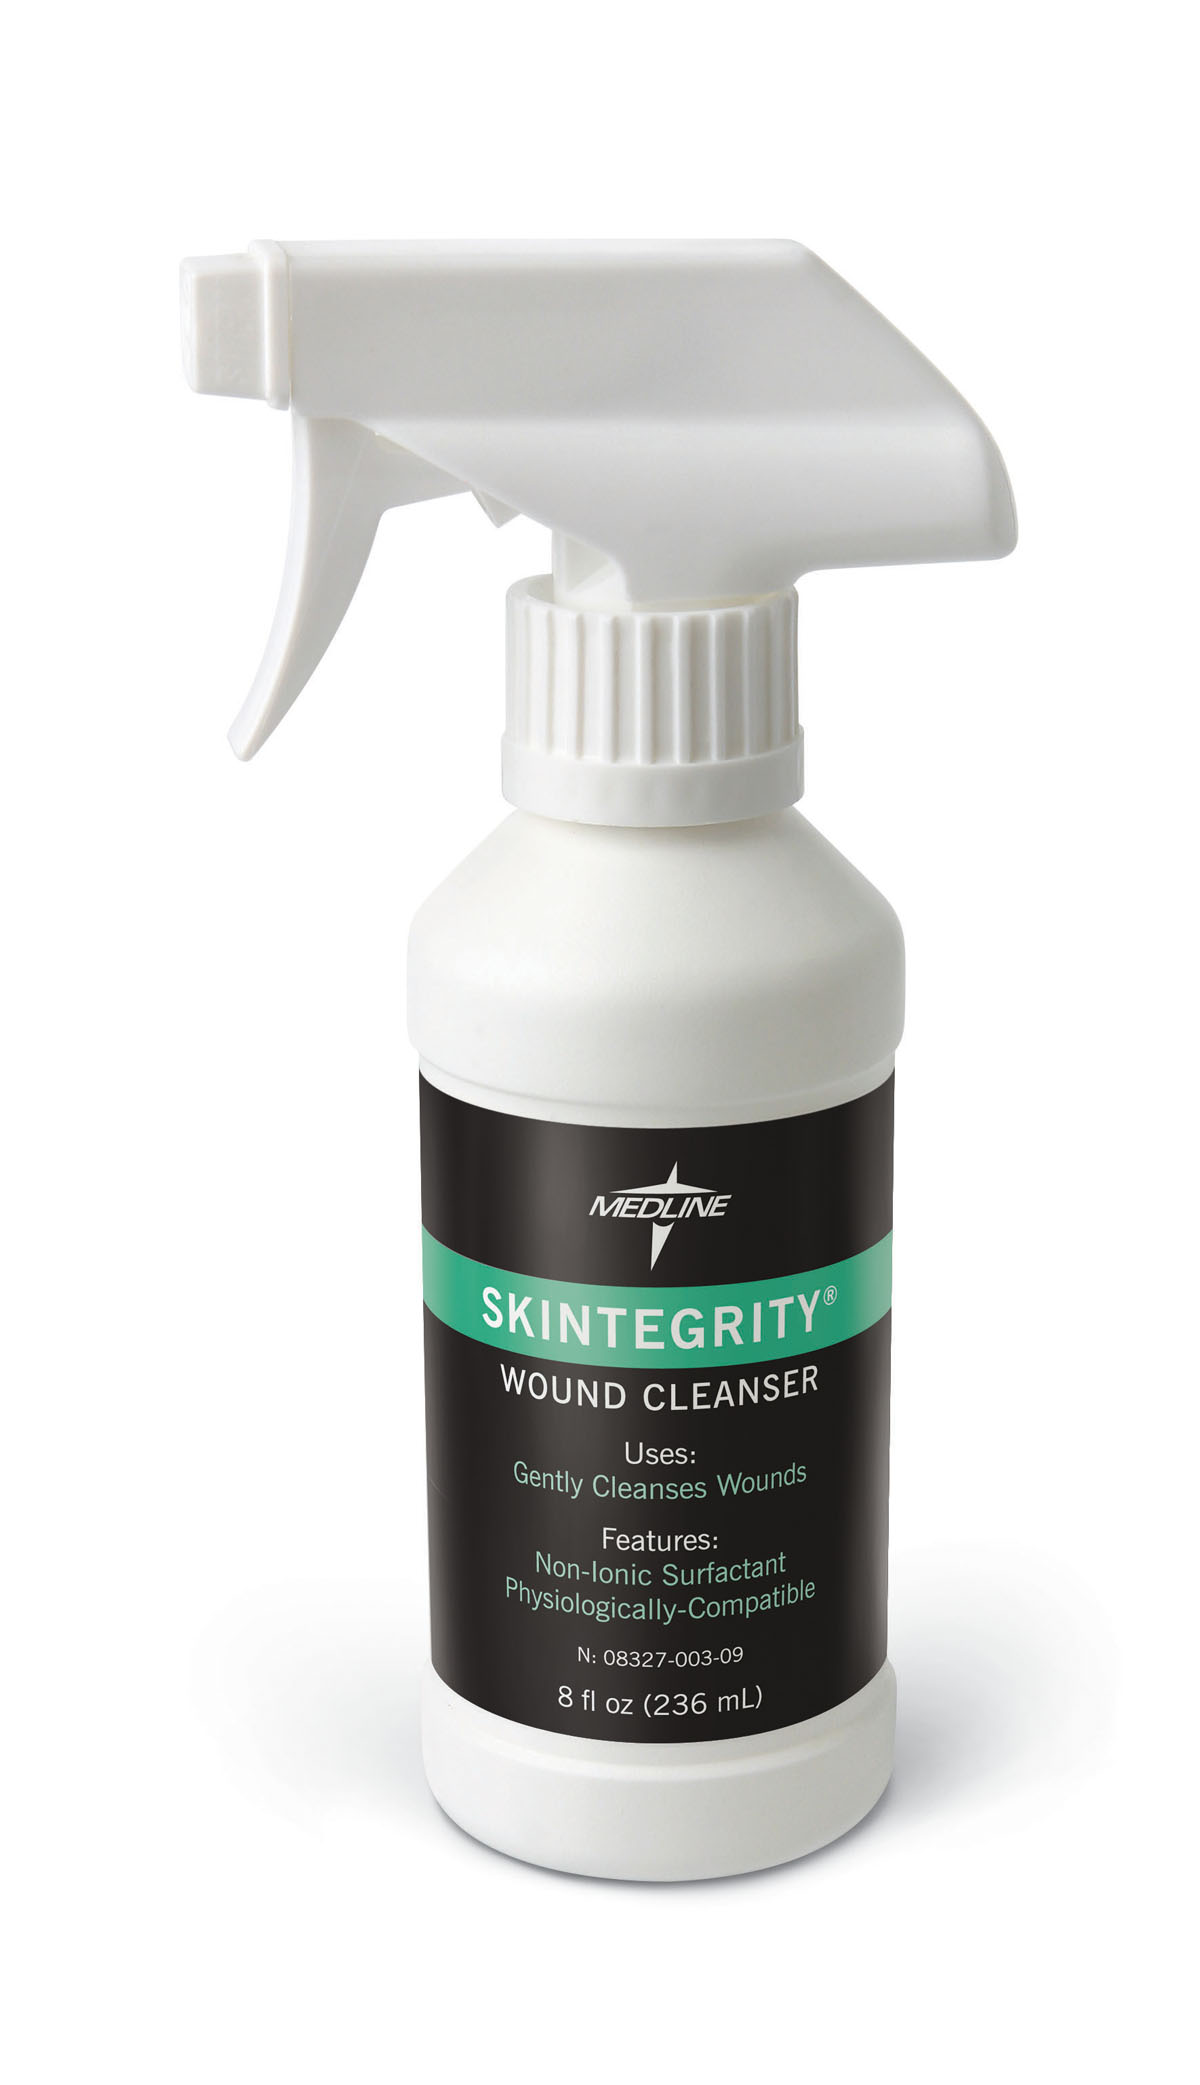 MEDLINE
SKINTEGRITY®
WOUND CLEANSER
Uses:
Gently Cleanses Wounds
Features:
Non-Ionic Surfactant
Physiologically-Compatible
N: 08327-003-09
8 fl oz (236 mL)